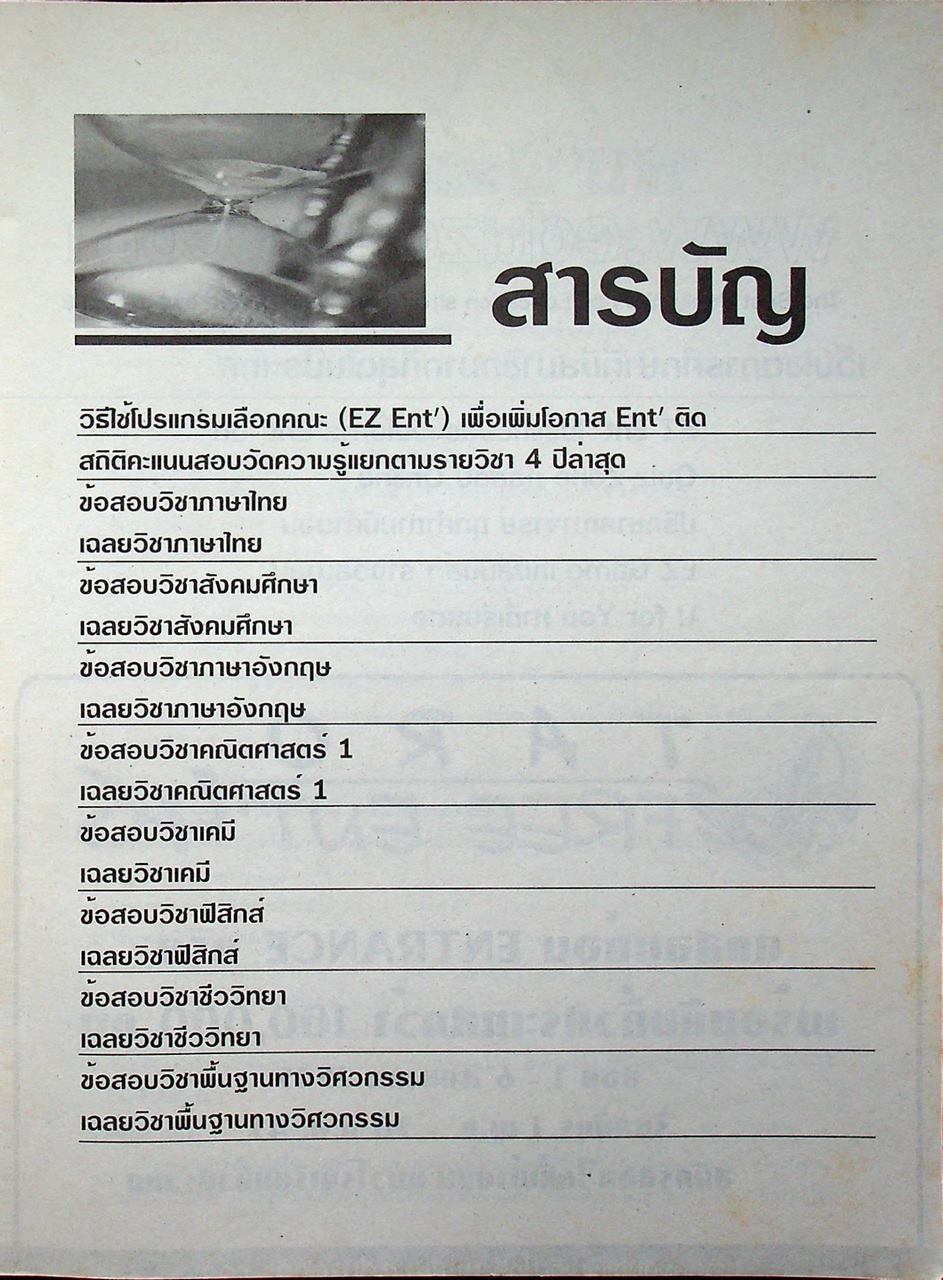 สารบัญ
วิธีใช้โปรแกรมเลือกคณะ (EZ Ent') เพื่อเพิ่มโอกาส Ent' ติด
สถิติคะแนนสอบวัดความรู้แยกตามรายวิชา 4 ปีล่าสุด
ข้อสอบวิชาภาษาไทย
เฉลยวิชาภาษาไทย
ข้อสอบวิชาสังคมศึกษา
เฉลยวิชาสังคมศึกษา
ข้อสอบวิชาภาษาอังกฤษ
เฉลยวิชาภาษาอังกฤษ
ข้อสอบวิชาคณิตศาสตร์ 1
เฉลยวิชาคณิตศาสตร์ 1
ข้อสอบวิชาเคมี
เฉลยวิชาเคมี
ข้อสอบวิชาฟิสิกส์
เฉลยวิชาฟิสิกส์
ข้อสอบวิชาชีววิทยา
เฉลยวิชาชีววิทยา
ข้อสอบวิชาพื้นฐานทางวิศวกรรม
เฉลยวิชาพื้นฐานทางวิศวกรรม